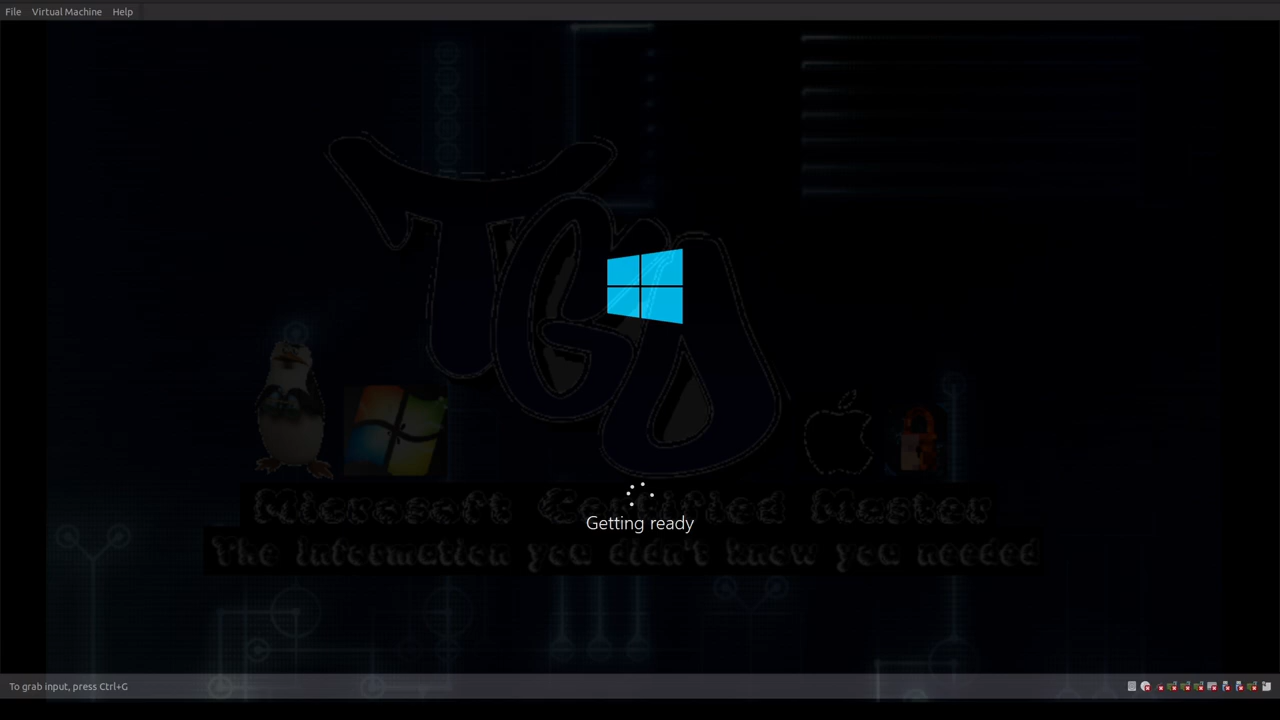 File Virtual Machine Help
TGD
Getting ready
Microsoft Certified Master
The information you didn't know you needed
To grab input, press Ctrl+G